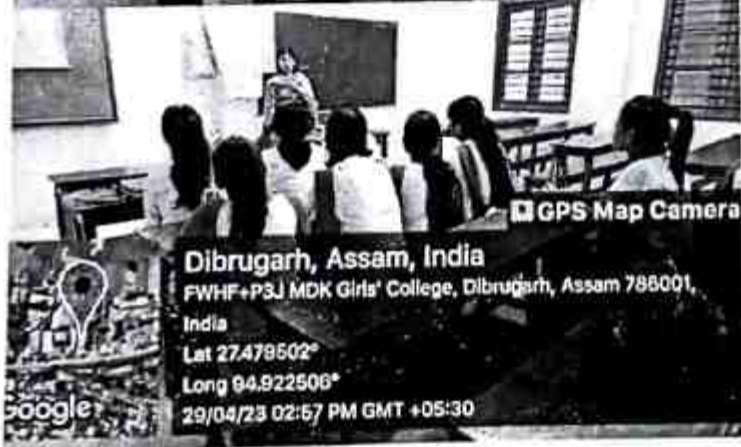 GPS Map Camera
Dibrugarh, Assam, India
FWHF+P3J MDK Girls' College, Dibrugarh, Assam 786001,
India
Lat 27.479502°
Long 94.922506°
29/04/23 02:57 PM GMT +05:30
Google